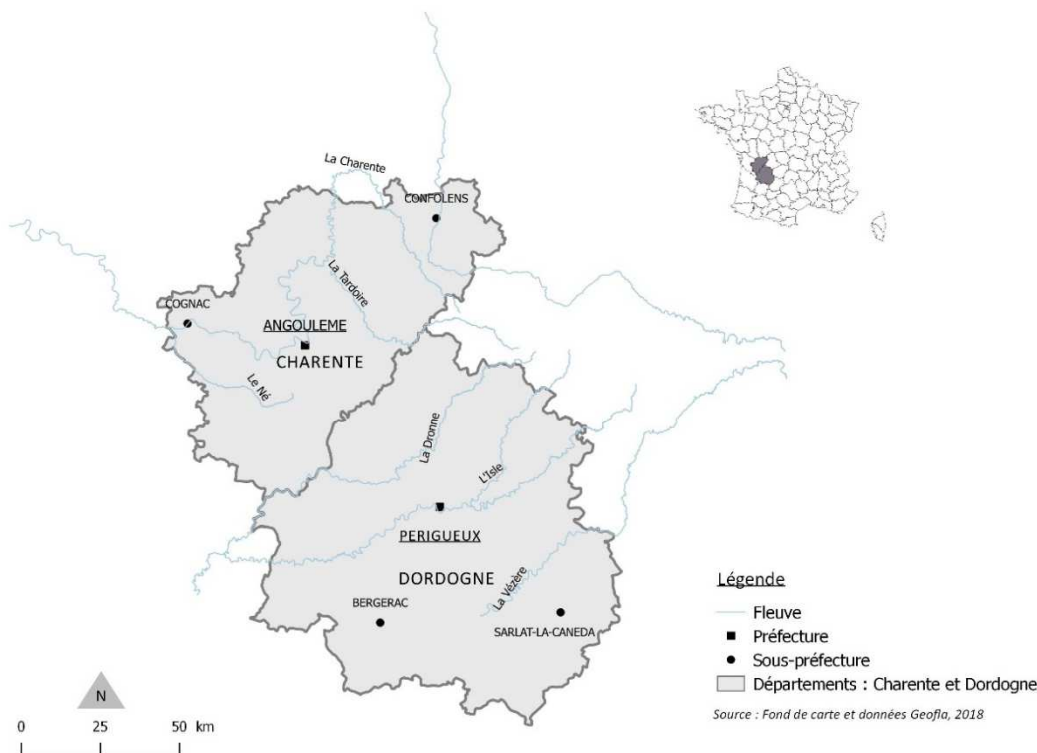 La Charente
CONFOLENS
La Tardoire
COGNAC
ANGOULEME
CHARENTE
Le Né
La Dronne
L'Isle
PERIGUEUX
DORDOGNE
La Vézère
BERGERAC
SARLAT-LA-CANEDA
Légende
Fleuve
Préfecture
Sous-préfecture
Départements : Charente et Dordogne
Source : Fond de carte et données Geofla, 2018
N
0 25 50 km